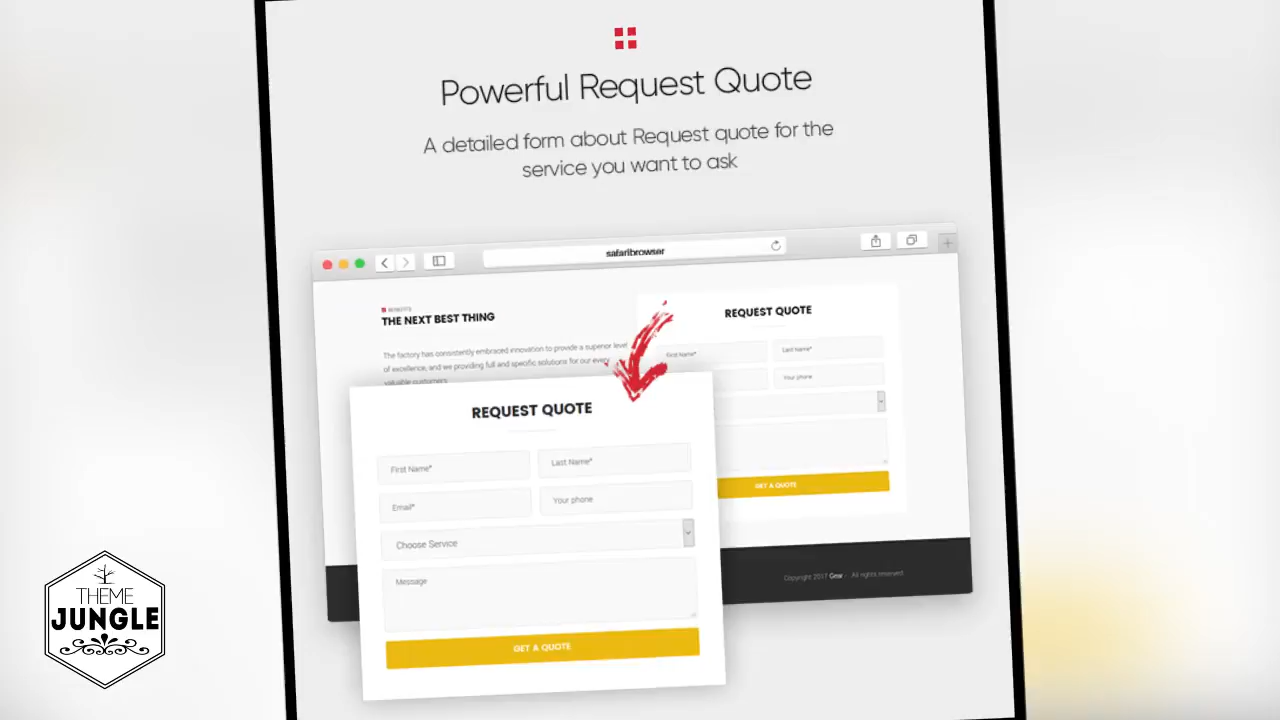 Powerful Request Quote
A detailed form about Request quote for the
service you want to ask
safaribrowser
BENEFITS
THE NEXT BEST THING
The factory has consistently embraced innovation to provide a superior level
of excellence, and we providing full and specific solutions for our every
valuable customers
REQUEST QUOTE
First Name*
Last Name*
Your phone
GET A QUOTE
Copyright 2017 Gear - All rights reserved
REQUEST QUOTE
First Name*
Last Name*
Email*
Your phone
Choose Service
Message
GET A QUOTE
THEME
JUNGLE